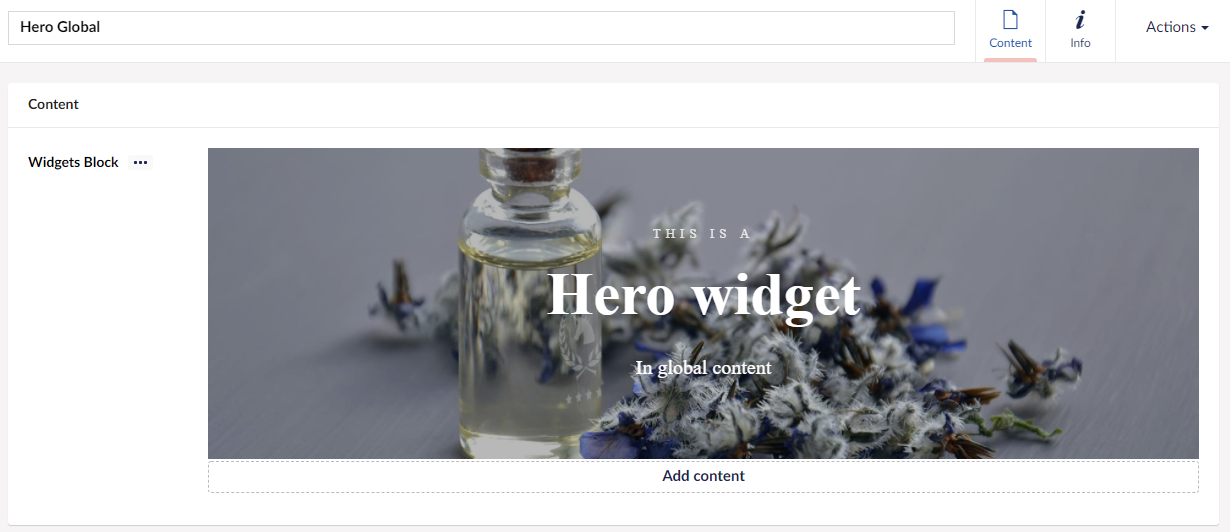 Hero Global
Content
Info
Actions
Content
Widgets Block
THIS IS A
Hero widget
In global content
Add content